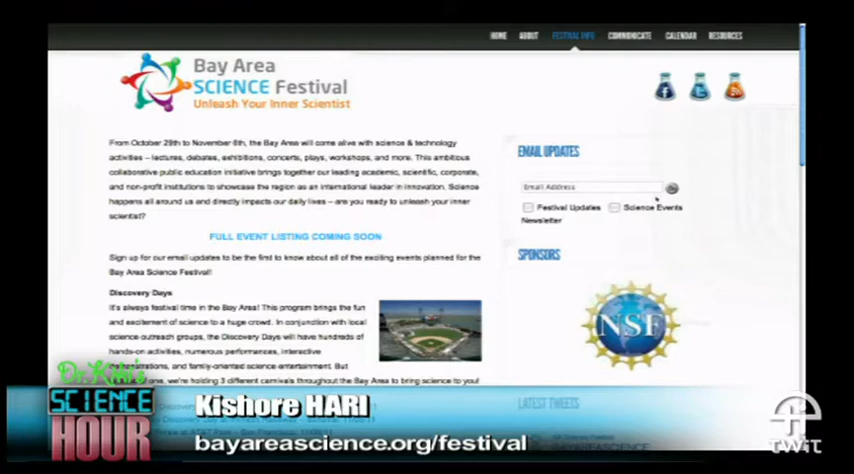 HOME ABOUT FESTIVAL INFO COMMUNICATE CALENDAR RESOURCES
Bay Area
SCIENCE Festival
Unleash Your Inner Scientist
From October 29th to November 6th, the Bay Area will come alive with science & technology
activities – lectures, debates, exhibitions, concerts, plays, workshops, and more. This ambitious
collaborative public education initiative brings together our leading academic, scientific, corporate,
and non-profit institutions to showcase the region as an international leader in innovation. Science
happens all around us and directly impacts our daily lives – are you ready to unleash your inner
scientist?
FULL EVENT LISTING COMING SOON
Sign up for our email updates to be the first to know about all of the exciting events planned for the
Bay Area Science Festival!
Discovery Days
It's always festival time in the Bay Area! This program brings the fun
and excitement of science to a huge crowd. In conjunction with local
science outreach groups, the Discovery Days will have hundreds of
hands-on activities, numerous performances, interactive
demonstrations, and family-oriented science entertainment. But
one, we're holding 3 different carnivals throughout the Bay Area to bring science to you!
EMAIL UPDATES
Email Address
Festival Updates Science Events
Newsletter
SPONSORS
NSF
LATEST TWEETS
Dr. Kiki's
SCIENCE
HOUR
Kishore HARI
bayareascience.org/festival
TWiT